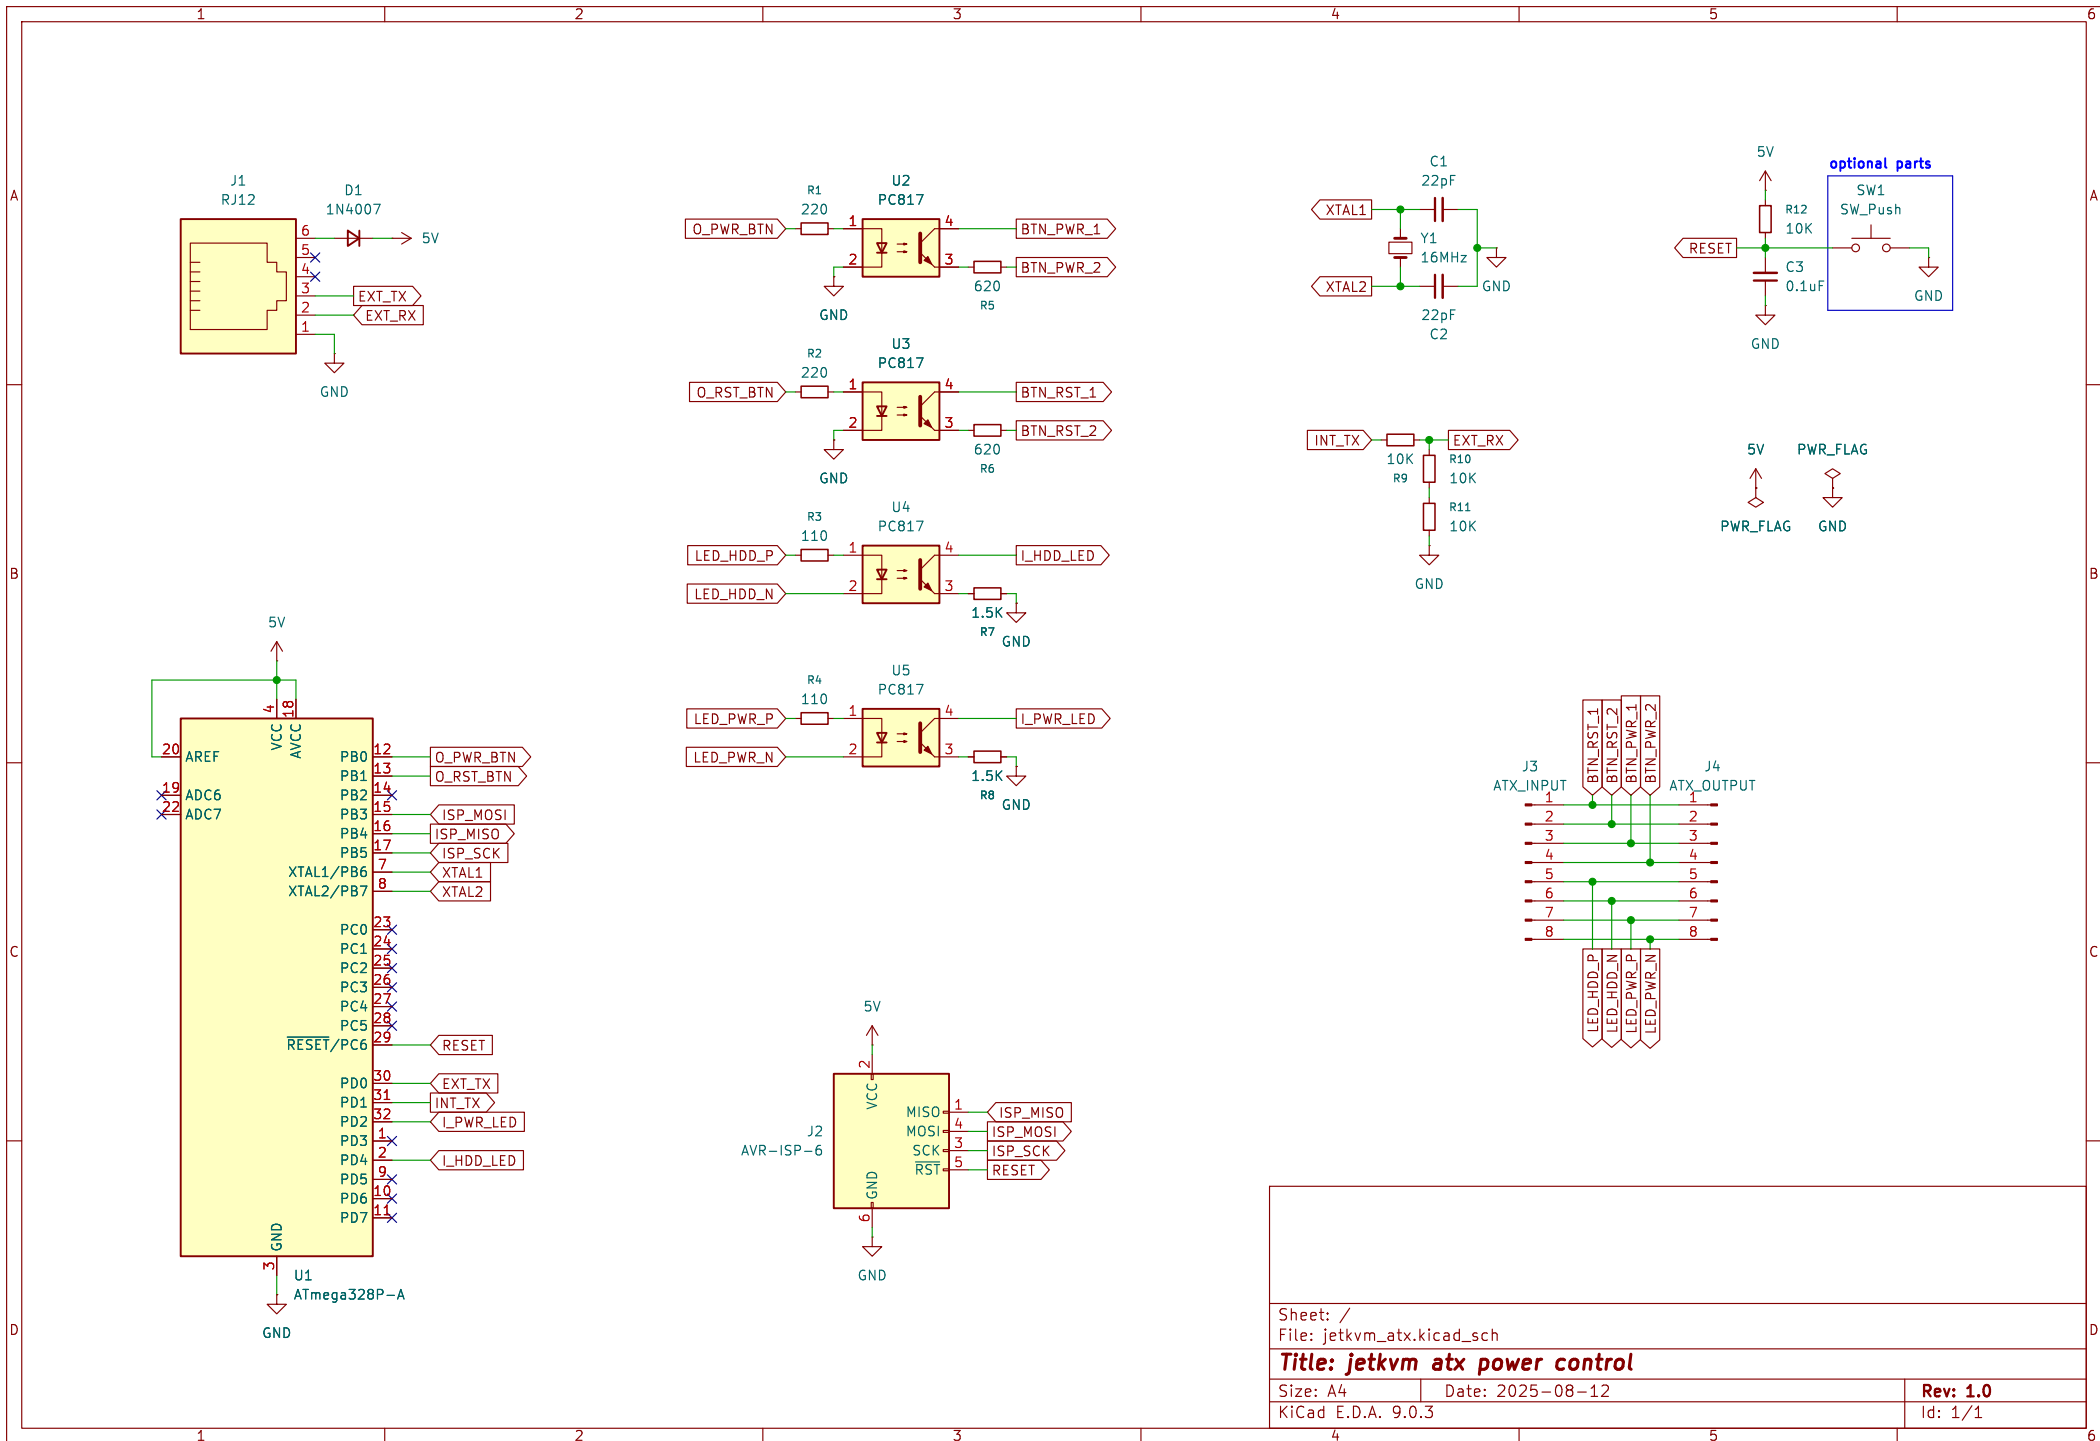 1 2 3 4 5 6
A
B
C
D
J1
RJ12
D1
1N4007
6
5
4
3
2
1
5V
EXT_TX
EXT_RX
GND
U2
PC817
R1
220
O_PWR_BTN
1
2
4
3
BTN_PWR_1
BTN_PWR_2
620
R5
GND
U3
PC817
R2
220
O_RST_BTN
1
2
4
3
BTN_RST_1
BTN_RST_2
620
R6
GND
U4
PC817
R3
110
LED_HDD_P
LED_HDD_N
1
2
4
3
I_HDD_LED
1.5K
R7
GND
U5
PC817
R4
110
LED_PWR_P
LED_PWR_N
1
2
4
3
I_PWR_LED
1.5K
R8
GND
C1
22pF
XTAL1
Y1
16MHz
XTAL2
GND
22pF
C2
5V
optional parts
SW1
SW_Push
R12
10K
RESET
C3
0.1uF
GND
GND
INT_TX
EXT_RX
10K
R9
R10
10K
R11
10K
GND
5V
PWR_FLAG
PWR_FLAG
GND
5V
4
18
VCC
AVCC
20 AREF
19 ADC6
22 ADC7
PB0 12 O_PWR_BTN
PB1 13 O_RST_BTN
PB2 14
PB3 15 ISP_MOSI
PB4 16 ISP_MISO
PB5 17 ISP_SCK
XTAL1/PB6 7 XTAL1
XTAL2/PB7 8 XTAL2
PC0 23
PC1 24
PC2 25
PC3 26
PC4 27
PC5 28
RESET/PC6 29 RESET
PD0 30 EXT_TX
PD1 31 INT_TX
PD2 32 I_PWR_LED
PD3 1
PD4 2 I_HDD_LED
PD5 9
PD6 10
PD7 11
GND
3
U1
ATmega328P-A
GND
5V
2
VCC
J2
AVR-ISP-6
MISO 1 ISP_MISO
MOSI 4 ISP_MOSI
SCK 3 ISP_SCK
RST 5 RESET
GND
6
GND
BTN_RST_1
BTN_RST_2
BTN_PWR_1
BTN_PWR_2
J3
ATX_INPUT
J4
ATX_OUTPUT
1 1
2 2
3 3
4 4
5 5
6 6
7 7
8 8
LED_HDD_P
LED_HDD_N
LED_PWR_P
LED_PWR_N
Sheet: /
File: jetkvm_atx.kicad_sch
Title: jetkvm atx power control
Size: A4 Date: 2025-08-12 Rev: 1.0
KiCad E.D.A. 9.0.3 Id: 1/1
A
B
C
D
1 2 3 4 5 6